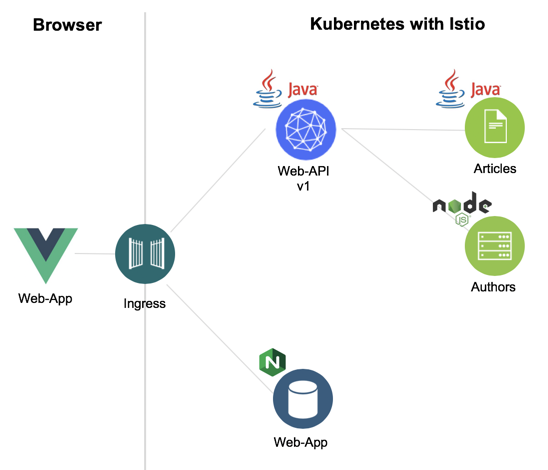 Browser
Kubernetes with Istio
Java
Java
Web-API
v1
Articles
node
JS
Authors
Web-App
Ingress
N
Web-App